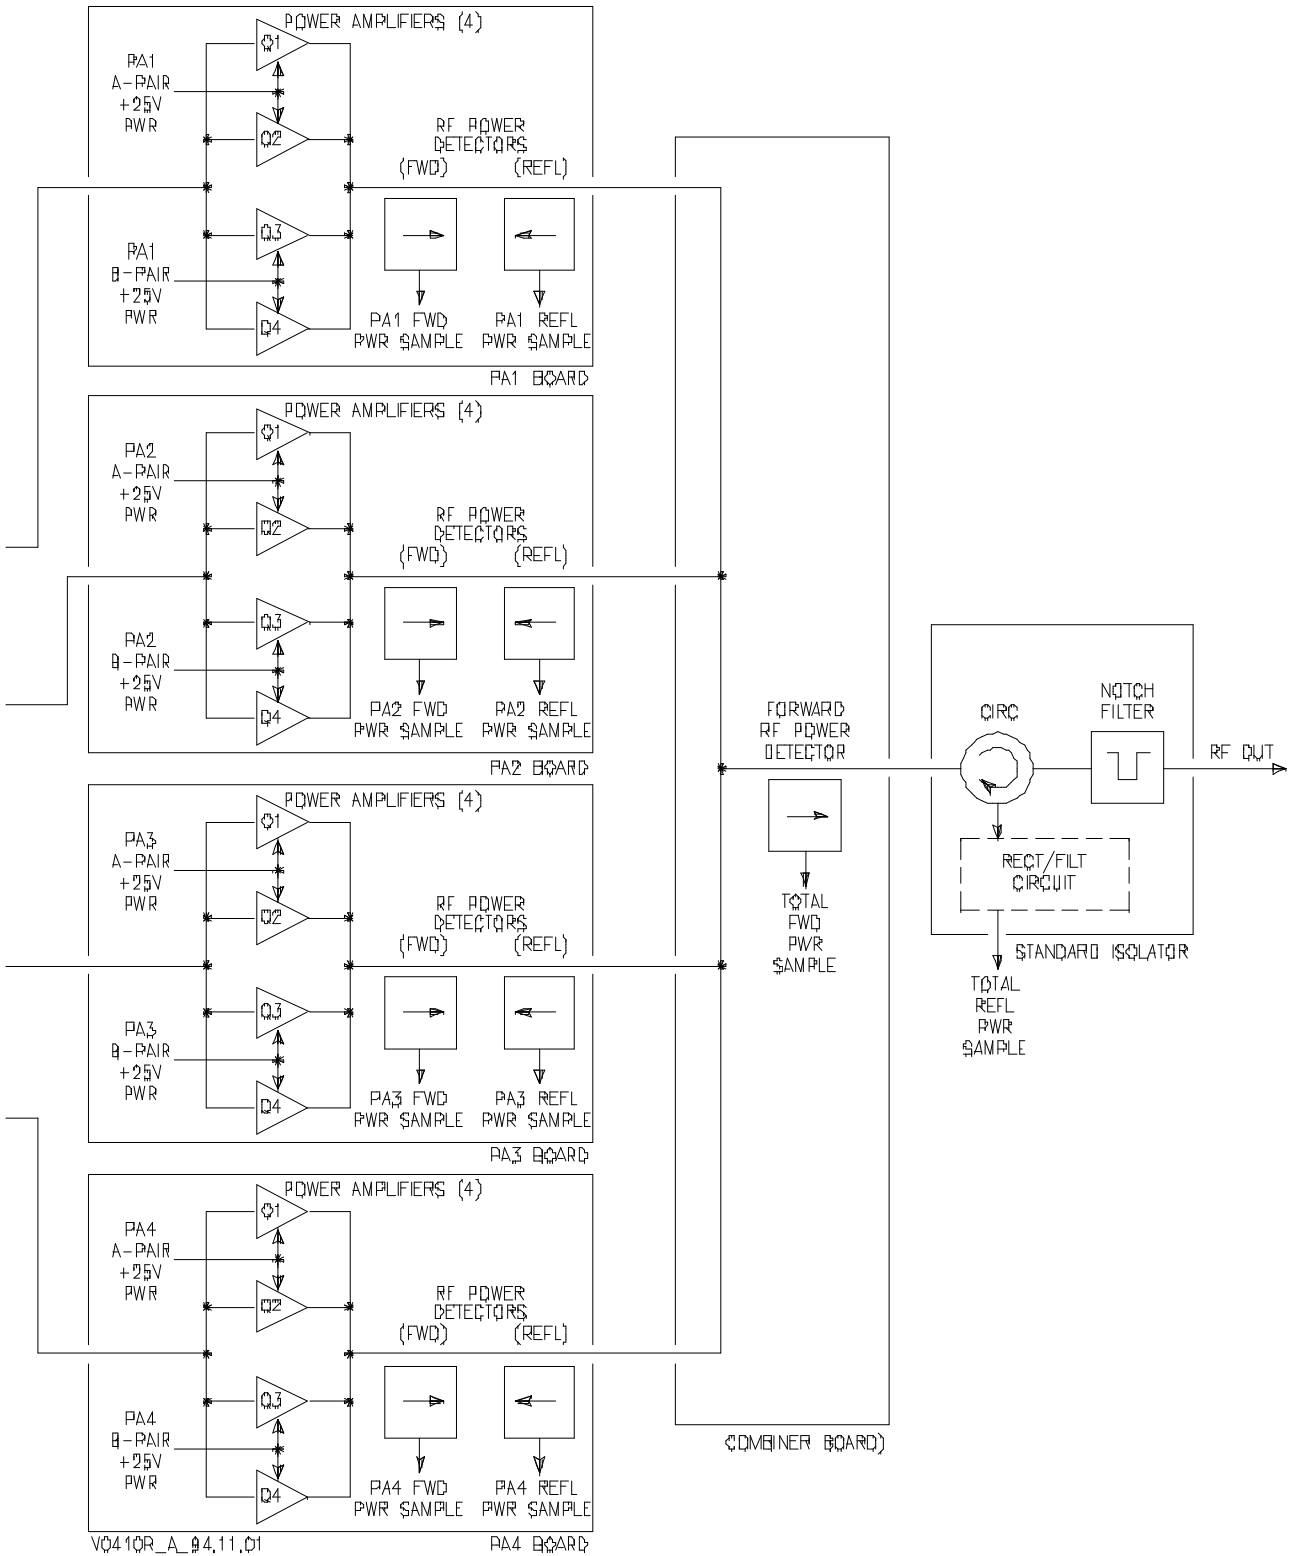 POWER AMPLIFIERS (4)
Q1
PA1
A-PAIR
+25V
PWR
Q2
RF POWER
DETECTORS
(FWD) (REFL)
Q3
PA1
B-PAIR
+25V
PWR
Q4
PA1 FWD
PWR SAMPLE
PA1 REFL
PWR SAMPLE
PA1 BOARD
POWER AMPLIFIERS (4)
Q1
PA2
A-PAIR
+25V
PWR
Q2
RF POWER
DETECTORS
(FWD) (REFL)
Q3
PA2
B-PAIR
+25V
PWR
Q4
PA2 FWD
PWR SAMPLE
PA2 REFL
PWR SAMPLE
PA2 BOARD
POWER AMPLIFIERS (4)
Q1
PA3
A-PAIR
+25V
PWR
Q2
RF POWER
DETECTORS
(FWD) (REFL)
Q3
PA3
B-PAIR
+25V
PWR
Q4
PA3 FWD
PWR SAMPLE
PA3 REFL
PWR SAMPLE
PA3 BOARD
POWER AMPLIFIERS (4)
Q1
PA4
A-PAIR
+25V
PWR
Q2
RF POWER
DETECTORS
(FWD) (REFL)
Q3
PA4
B-PAIR
+25V
PWR
Q4
PA4 FWD
PWR SAMPLE
PA4 REFL
PWR SAMPLE
PA4 BOARD
FORWARD
RF POWER
DETECTOR
TOTAL
FWD
PWR
SAMPLE
COMBINER BOARD)
CIRC
NOTCH
FILTER
RF OUT
RECT/FILT
CIRCUIT
STANDARD ISOLATOR
TOTAL
REFL
PWR
SAMPLE